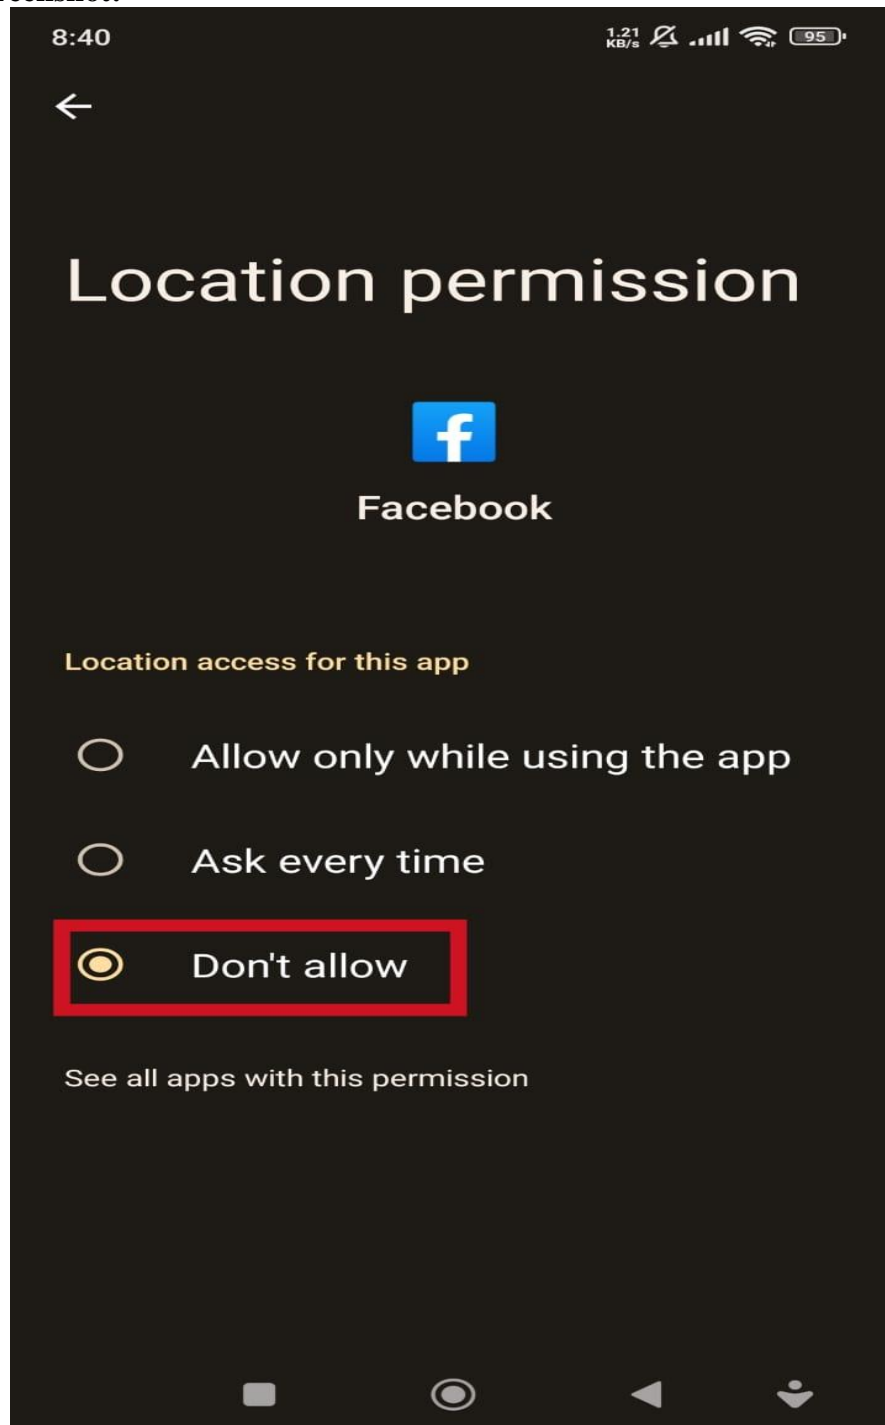 8:40
1.21
KB/s
95
Location permission
f
Facebook
Location access for this app
Allow only while using the app
Ask every time
Don't allow
See all apps with this permission